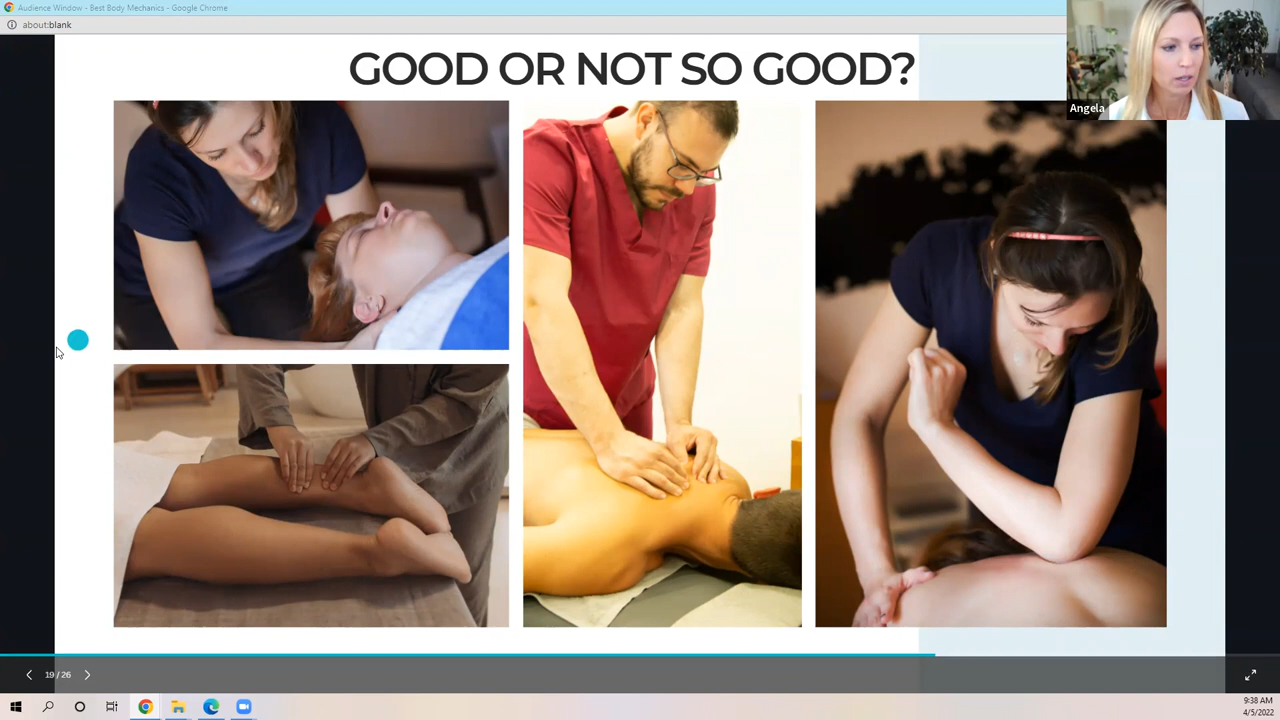 Audience Window - Best Body Mechanics - Google Chrome
about:blank
GOOD OR NOT SO GOOD?
Angela
19 / 26
9:38 AM
4/5/2022